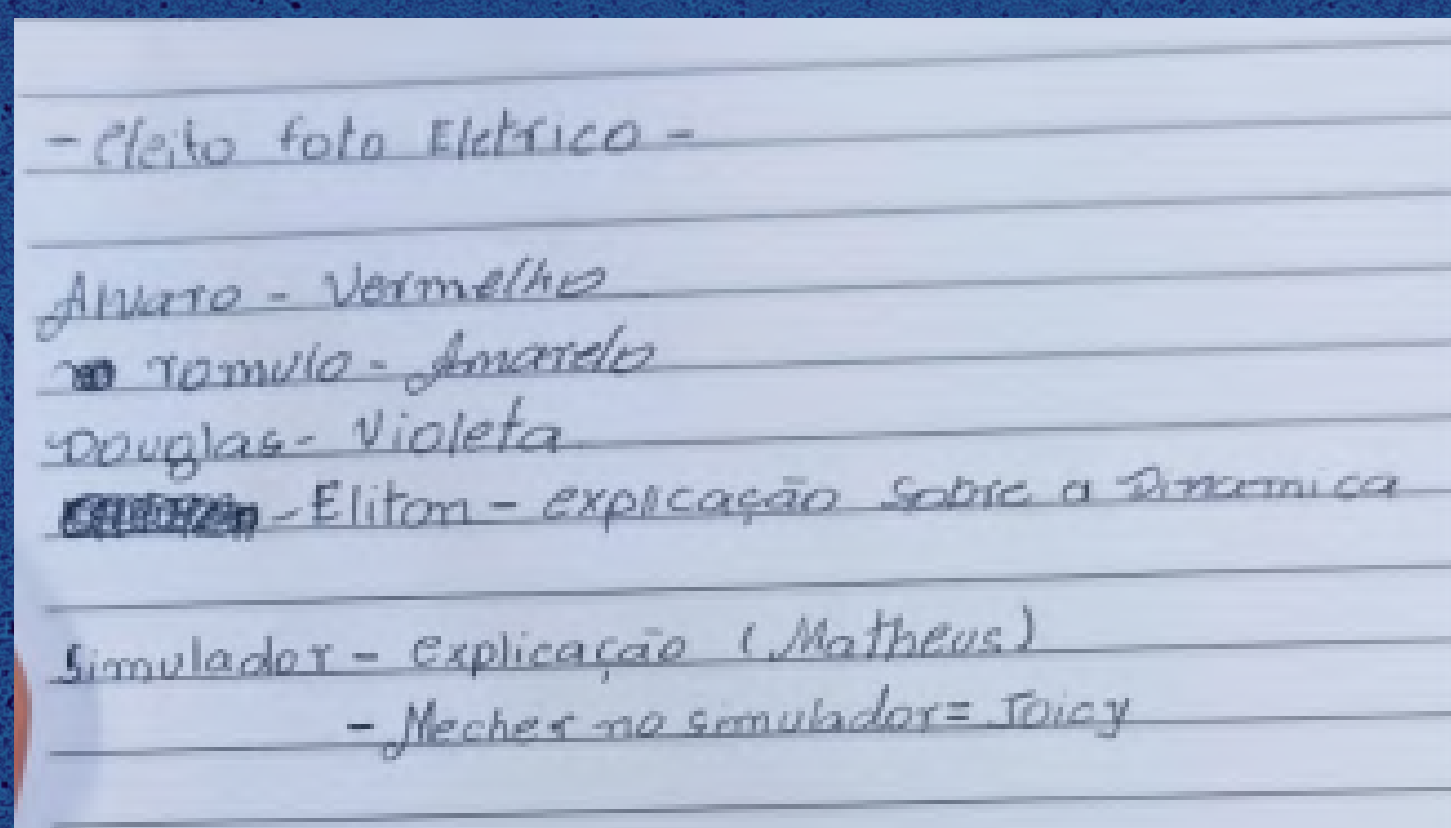 - efeito foto Eletrico -
Alvaro - Vermelho
romulo - Amarelo
Douglas - Violeta
- Eliton - explicação sobre a Dinamica
Simulador - Explicação (Matheus)
- Mecher no simulador = Joicy